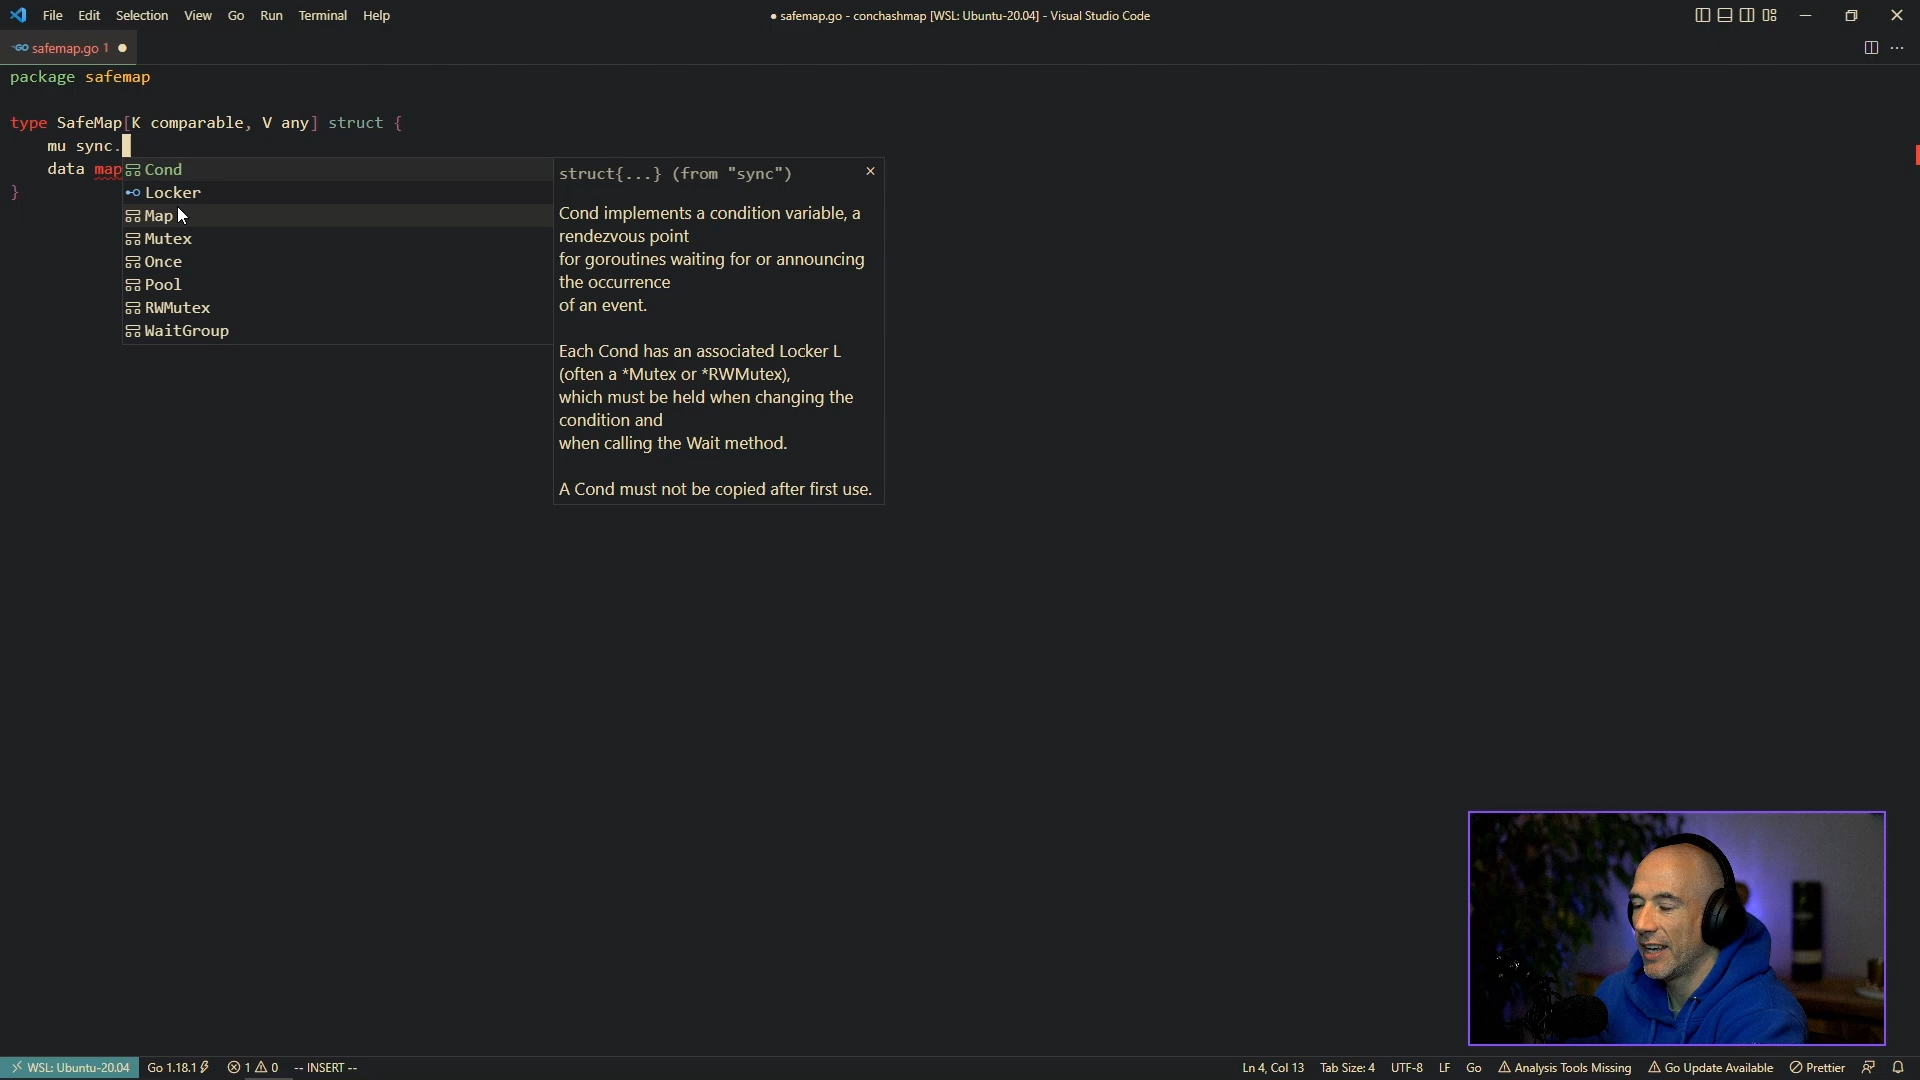 File Edit Selection View Go Run Terminal Help
● safemap.go - conchashmap [WSL: Ubuntu-20.04] - Visual Studio Code
GO safemap.go 1 ●
package safemap
type SafeMap[K comparable, V any] struct {
mu sync.
data map
}
Cond
Locker
Map
Mutex
Once
Pool
RWMutex
WaitGroup
struct{...} (from "sync")
Cond implements a condition variable, a
rendezvous point
for goroutines waiting for or announcing
the occurrence
of an event.
Each Cond has an associated Locker L
(often a *Mutex or *RWMutex),
which must be held when changing the
condition and
when calling the Wait method.
A Cond must not be copied after first use.
WSL: Ubuntu-20.04 Go 1.18.1 1 0 -- INSERT -- Ln 4, Col 13 Tab Size: 4 UTF-8 LF Go Analysis Tools Missing Go Update Available Prettier